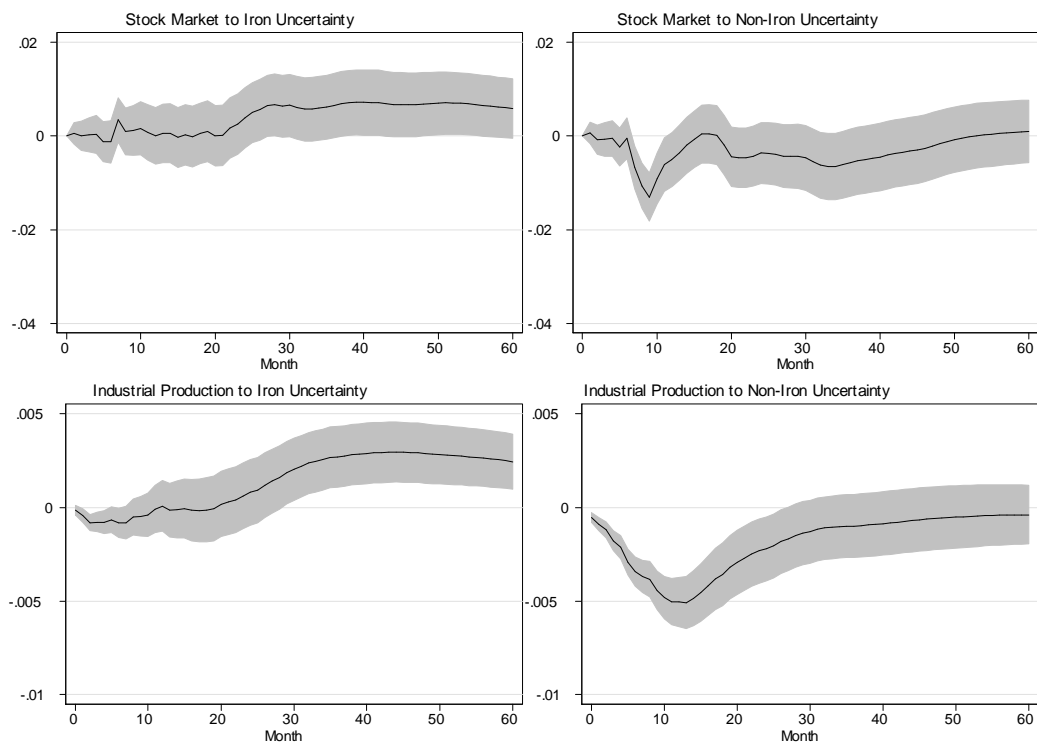 Stock Market to Iron Uncertainty
.02
0
-.02
-.04
0 10 20 30 40 50 60
Month
Stock Market to Non-Iron Uncertainty
.02
0
-.02
-.04
0 10 20 30 40 50 60
Month
Industrial Production to Iron Uncertainty
.005
0
-.005
-.01
0 10 20 30 40 50 60
Month
Industrial Production to Non-Iron Uncertainty
.005
0
-.005
-.01
0 10 20 30 40 50 60
Month